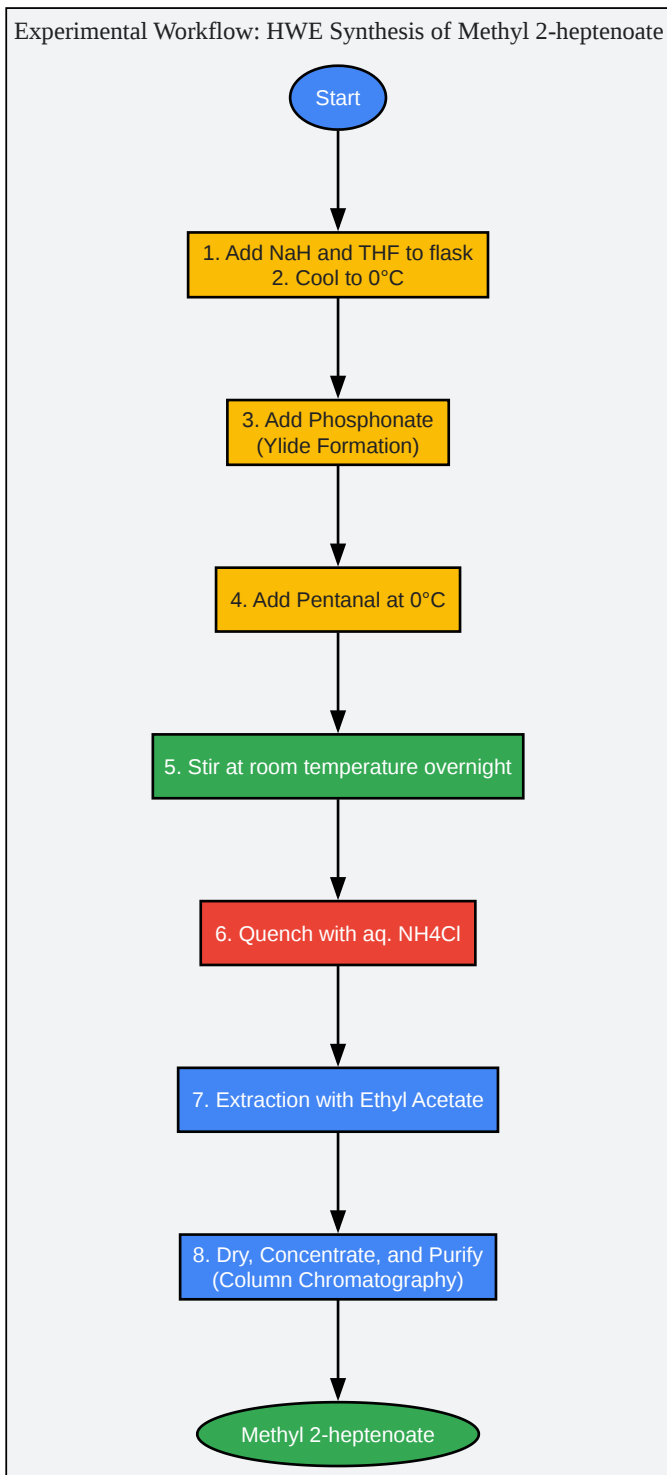 Experimental Workflow: HWE Synthesis of Methyl 2-heptenoate
Start
1. Add NaH and THF to flask
2. Cool to 0°C
3. Add Phosphonate
(Ylide Formation)
4. Add Pentanal at 0°C
5. Stir at room temperature overnight
6. Quench with aq. NH4Cl
7. Extraction with Ethyl Acetate
8. Dry, Concentrate, and Purify
(Column Chromatography)
Methyl 2-heptenoate